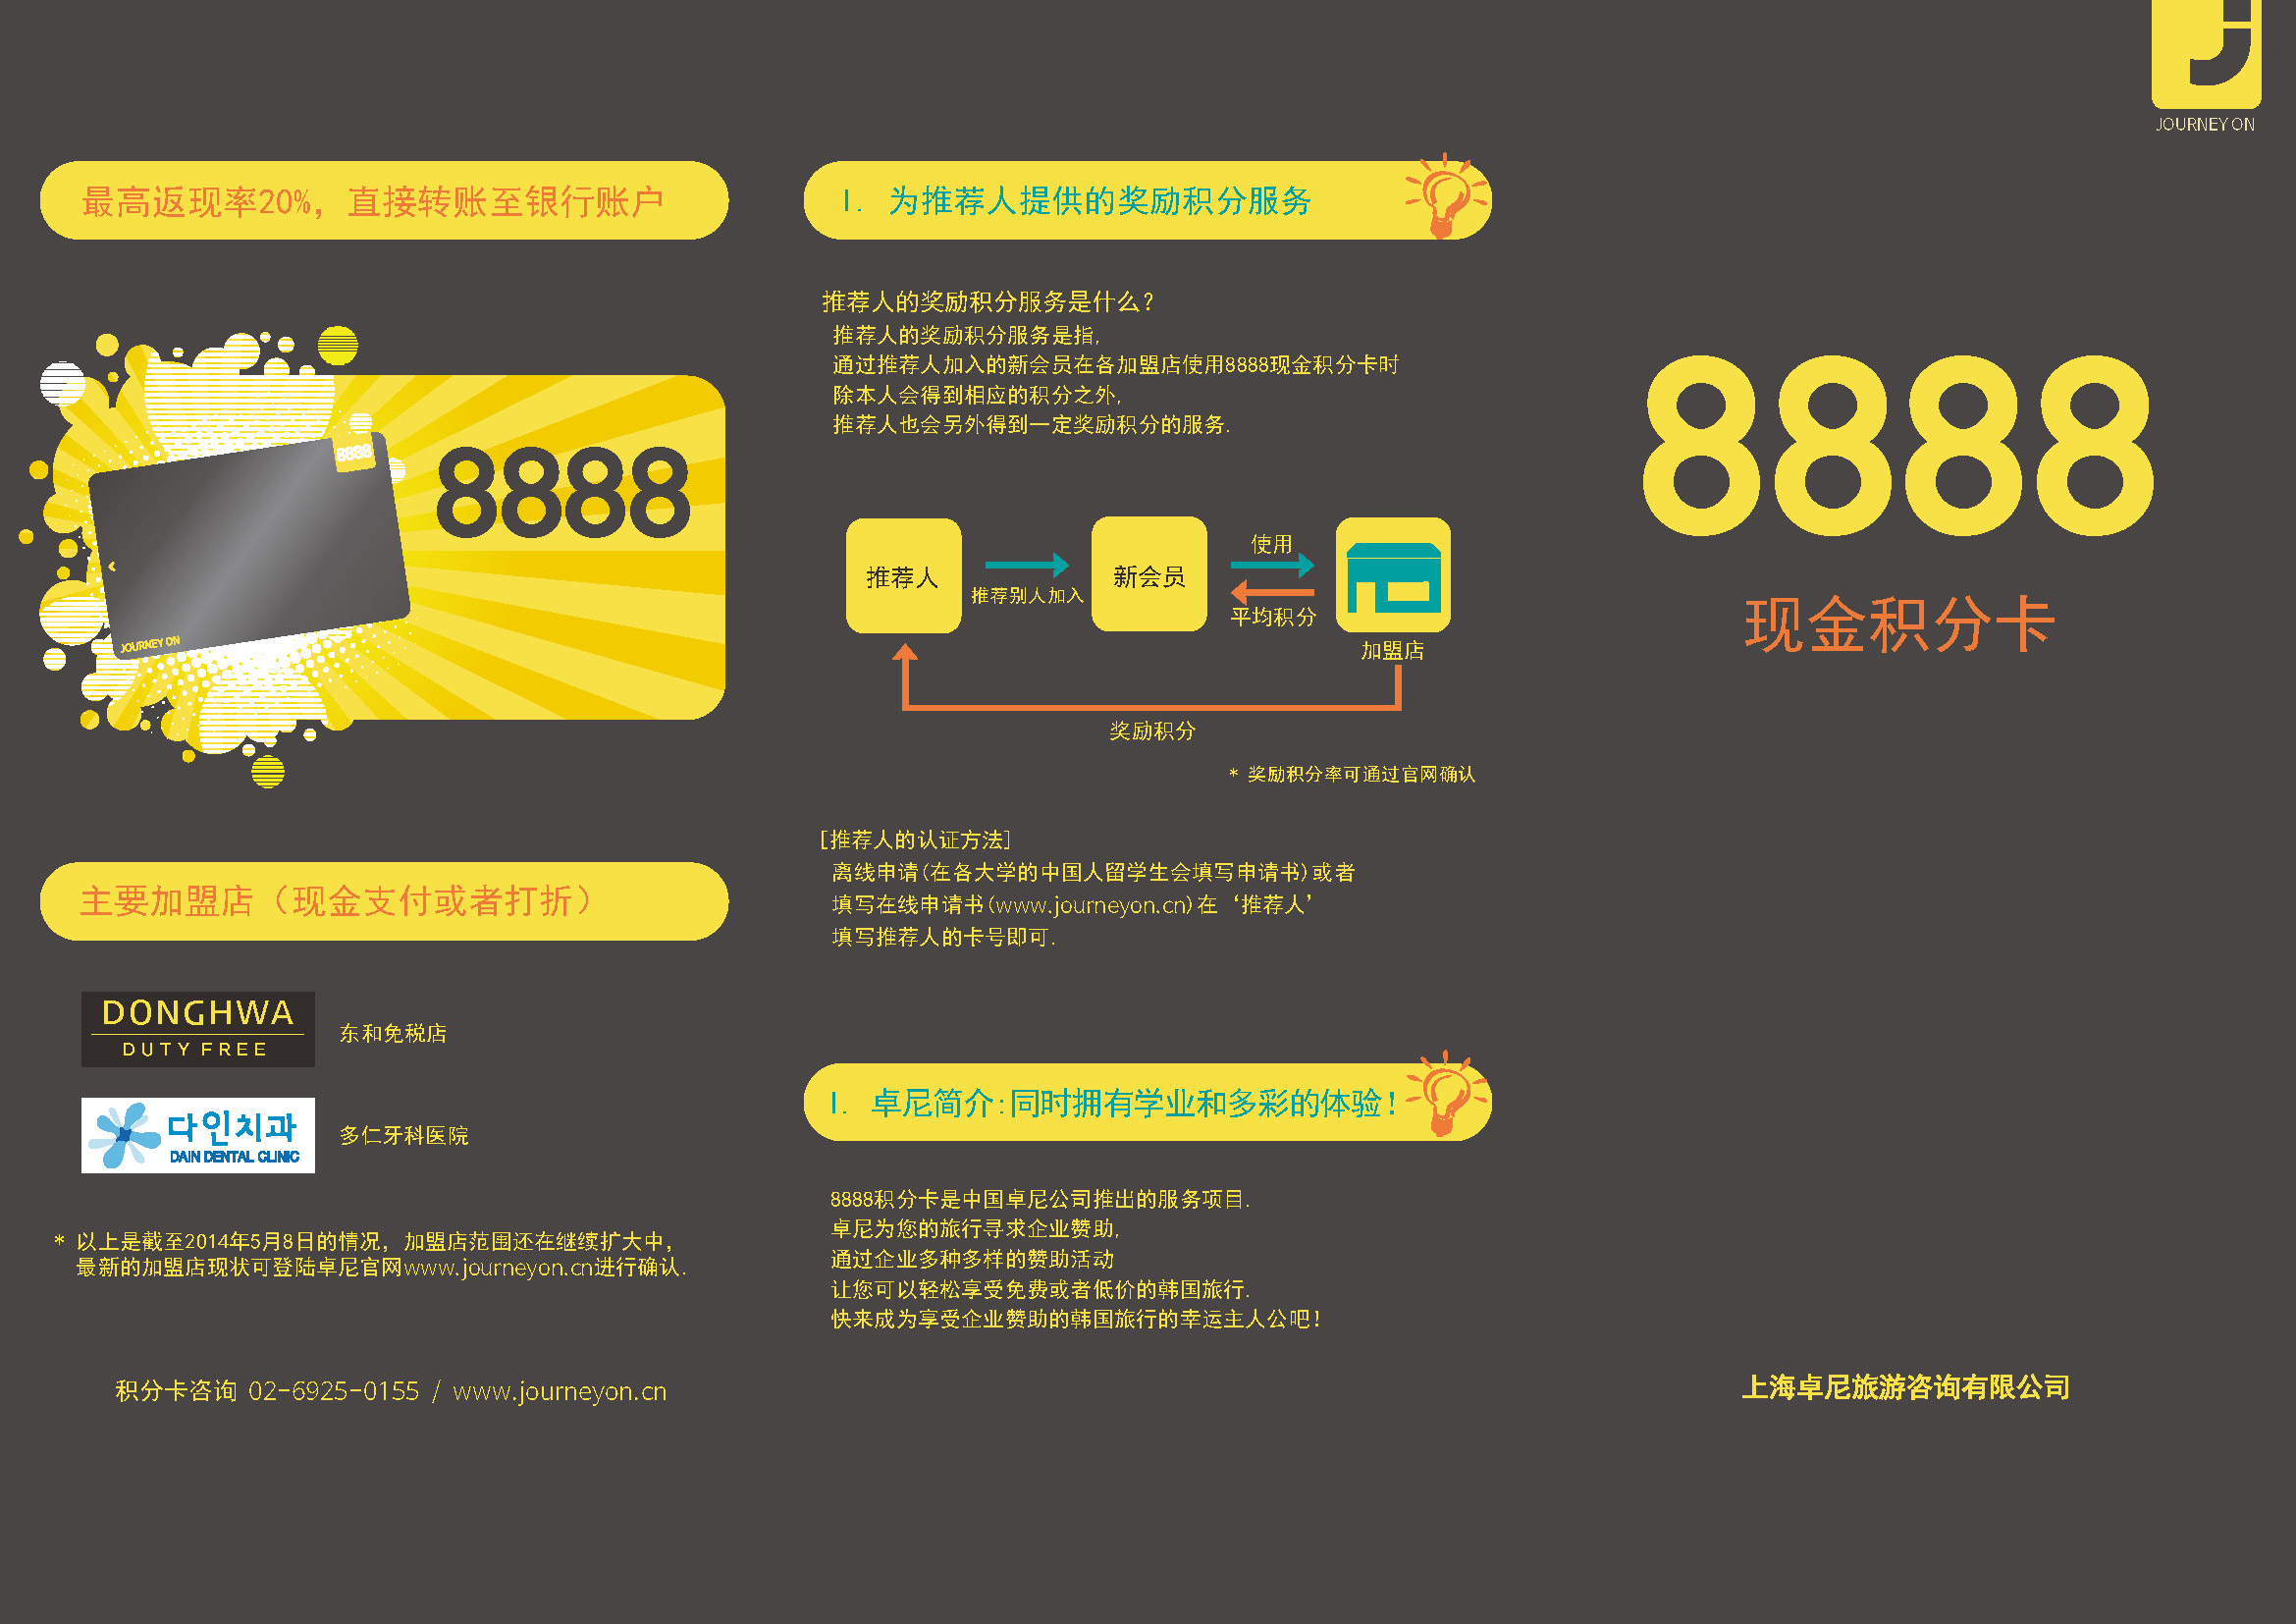 最高返现率20%，直接转账至银行账户
8888
8888
JOURNEY ON
主要加盟店（现金支付或者打折）
DONGHWA
DUTY FREE
东和免税店
다인치과
DAIN DENTAL CLINIC
多仁牙科医院
* 以上是截至2014年5月8日的情况，加盟店范围还在继续扩大中，
最新的加盟店现状可登陆卓尼官网www.journeyon.cn进行确认.
积分卡咨询 02-6925-0155 / www.journeyon.cn
I. 为推荐人提供的奖励积分服务
推荐人的奖励积分服务是什么?
推荐人的奖励积分服务是指,
通过推荐人加入的新会员在各加盟店使用8888现金积分卡时
除本人会得到相应的积分之外,
推荐人也会另外得到一定奖励积分的服务.
推荐人
推荐别人加入
新会员
使用
平均积分
加盟店
奖励积分
* 奖励积分率可通过官网确认
[推荐人的认证方法]
离线申请(在各大学的中国人留学生会填写申请书)或者
填写在线申请书(www.journeyon.cn)在‘推荐人’
填写推荐人的卡号即可.
I. 卓尼简介:同时拥有学业和多彩的体验!
8888积分卡是中国卓尼公司推出的服务项目.
卓尼为您的旅行寻求企业赞助,
通过企业多种多样的赞助活动
让您可以轻松享受免费或者低价的韩国旅行.
快来成为享受企业赞助的韩国旅行的幸运主人公吧!
JOURNEY ON
8888
现金积分卡
上海卓尼旅游咨询有限公司